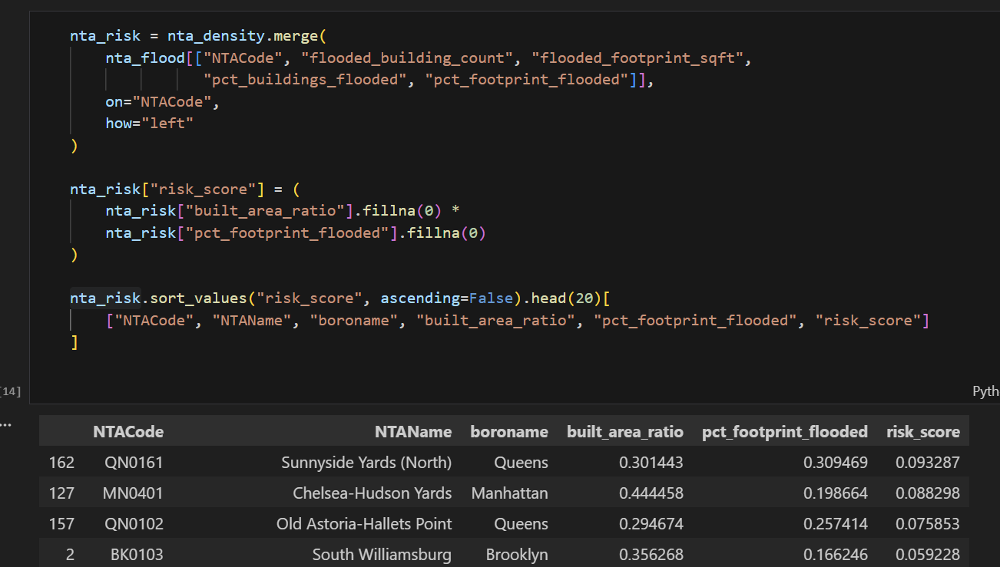 nta_risk = nta_density.merge(
nta_flood[["NTACode", "flooded_building_count", "flooded_footprint_sqft",
"pct_buildings_flooded", "pct_footprint_flooded"]],
on="NTACode",
how="left"
)
nta_risk["risk_score"] = (
nta_risk["built_area_ratio"].fillna(0) *
nta_risk["pct_footprint_flooded"].fillna(0)
)
nta_risk.sort_values("risk_score", ascending=False).head(20)[
["NTACode", "NTAName", "boroname", "built_area_ratio", "pct_footprint_flooded", "risk_score"]
]
[14] Pyth
...
NTACode NTAName boroname built_area_ratio pct_footprint_flooded risk_score
162 QN0161 Sunnyside Yards (North) Queens 0.301443 0.309469 0.093287
127 MN0401 Chelsea-Hudson Yards Manhattan 0.444458 0.198664 0.088298
157 QN0102 Old Astoria-Hallets Point Queens 0.294674 0.257414 0.075853
2 BK0103 South Williamsburg Brooklyn 0.356268 0.166246 0.059228